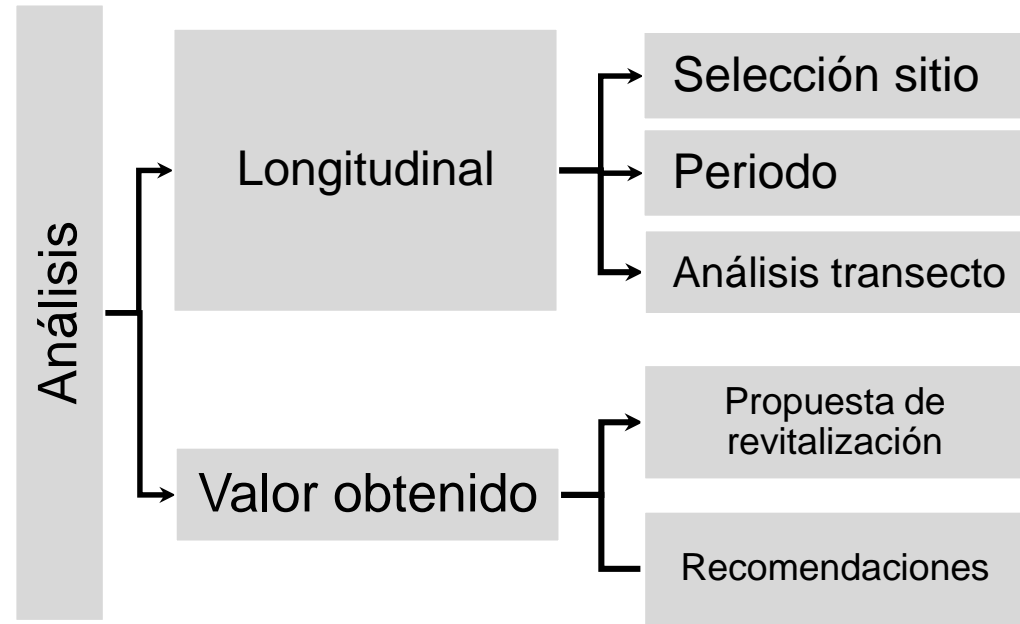 Análisis
Longitudinal
Selección sitio
Periodo
Análisis transecto
Valor obtenido
Propuesta de
revitalización
Recomendaciones